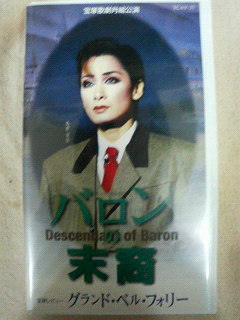 宝塚歌劇月組公演
バロン
の
Descendant of Baron
末裔
グランド・ベル・フォリー